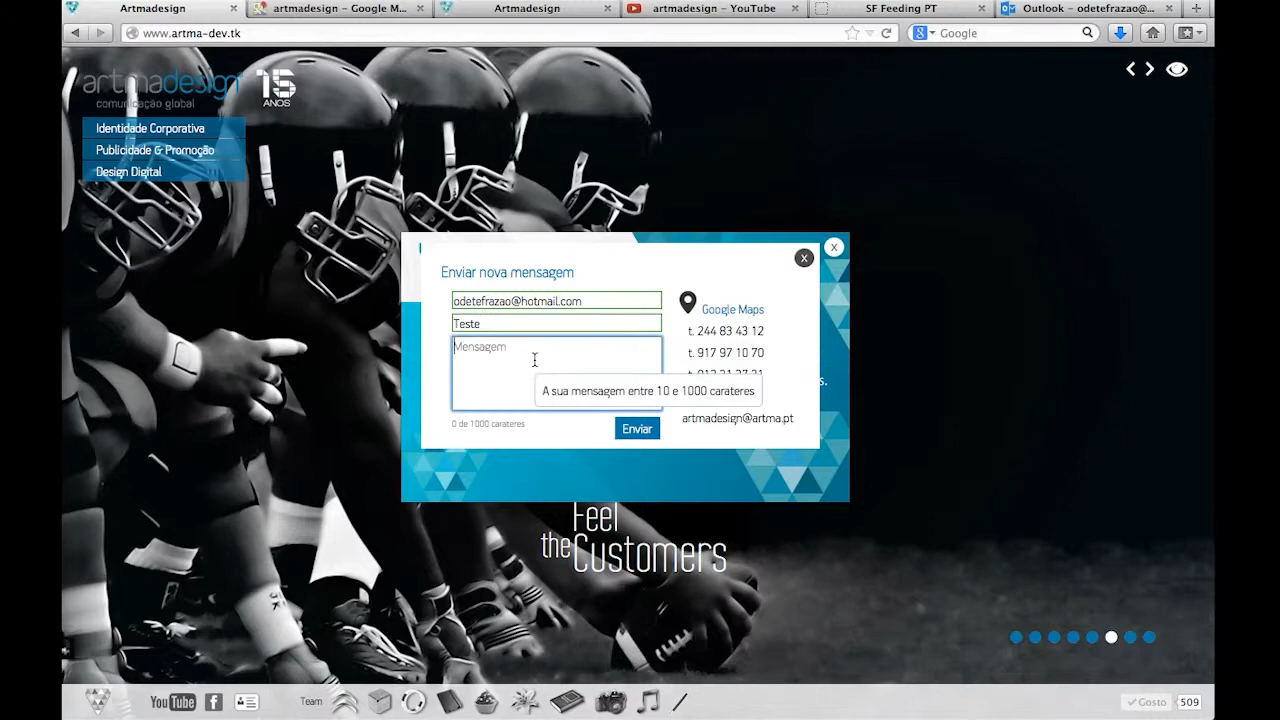 Artmadesign
artmadesign – Google M...
Artmadesign
artmadesign - YouTube
SF Feeding PT
Outlook – odetefrazao@...
www.artma-dev.tk
Google
artmadesign
comunicação global
15
ANOS
Identidade Corporativa
Publicidade & Promoção
Design Digital
X
X
Enviar nova mensagem
odetefrazao@hotmail.com
Teste
Mensagem
A sua mensagem entre 10 e 1000 carateres
0 de 1000 carateres
Enviar
Google Maps
t. 244 83 43 12
t. 917 97 10 70
artmadesign@artma.pt
s.
Feel
the Customers
YouTube
Team
Gosto
509